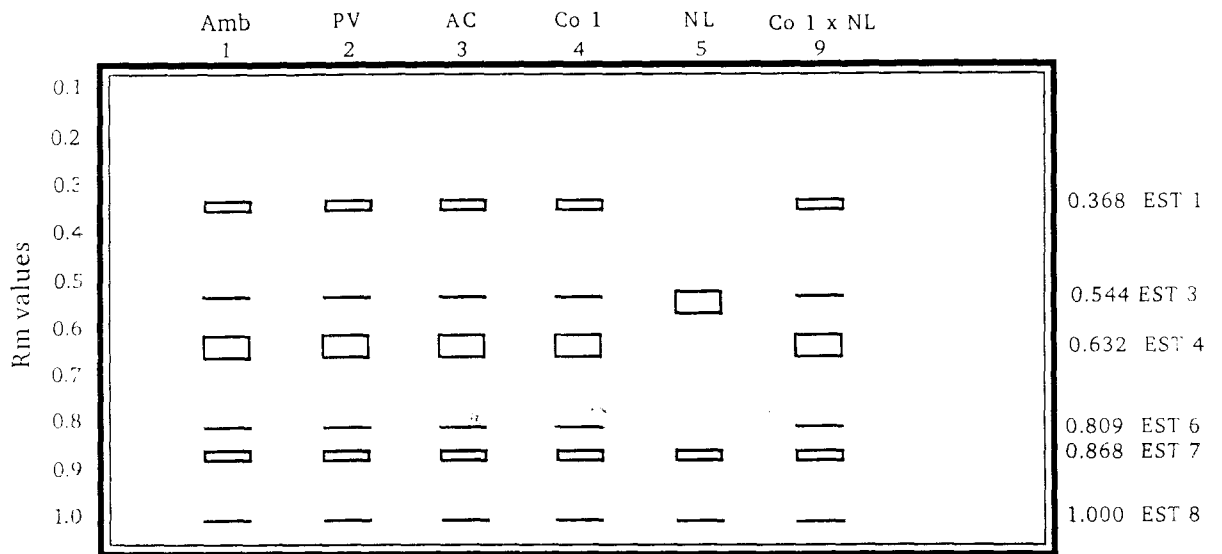 Amb PV AC Co 1 NL Co 1 x NL
1 2 3 4 5 9
0.1
0.2
0.3
0.4
0.5
0.6
0.7
0.8
0.9
1.0
Rm values
0.368 EST 1
0.544 EST 3
0.632 EST 4
0.809 EST 6
0.868 EST 7
1.000 EST 8